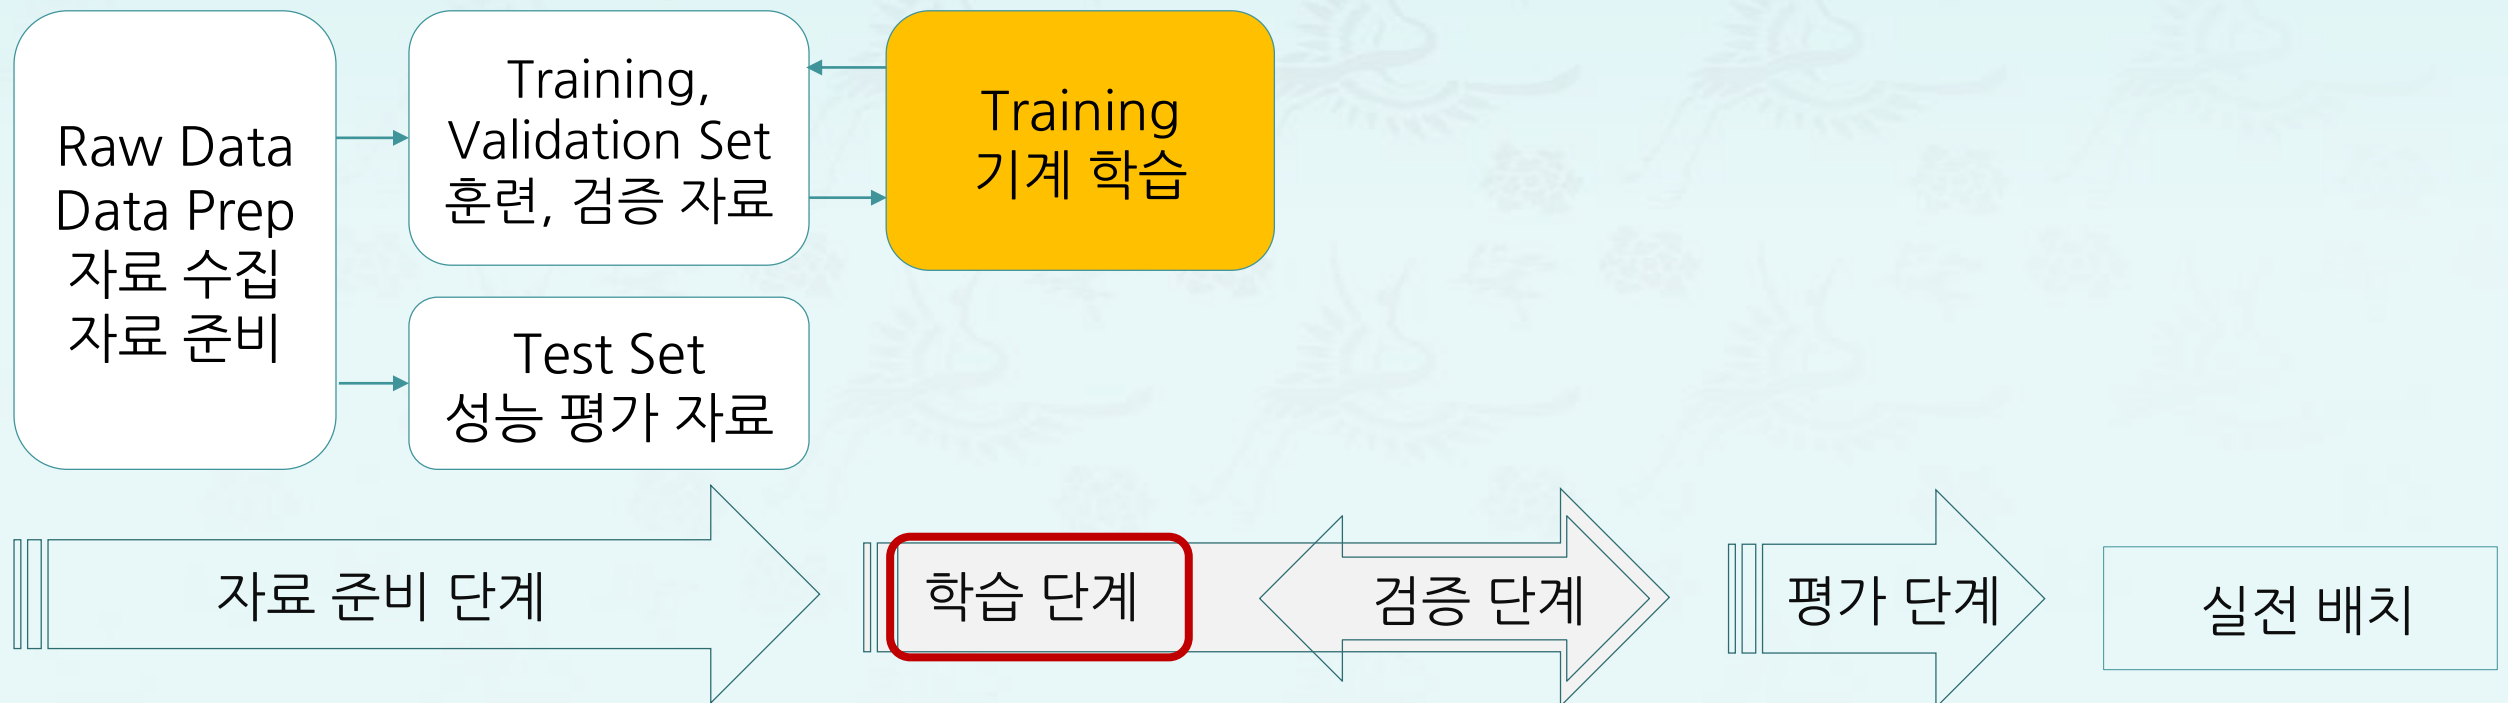 Raw Data
Data Prep
자료 수집
자료 준비
Training,
Validation Set
훈련, 검증 자료
Test Set
성능 평가 자료
Training
기계 학습
자료 준비 단계
학습 단계
검증 단계
평가 단계
실전 배치